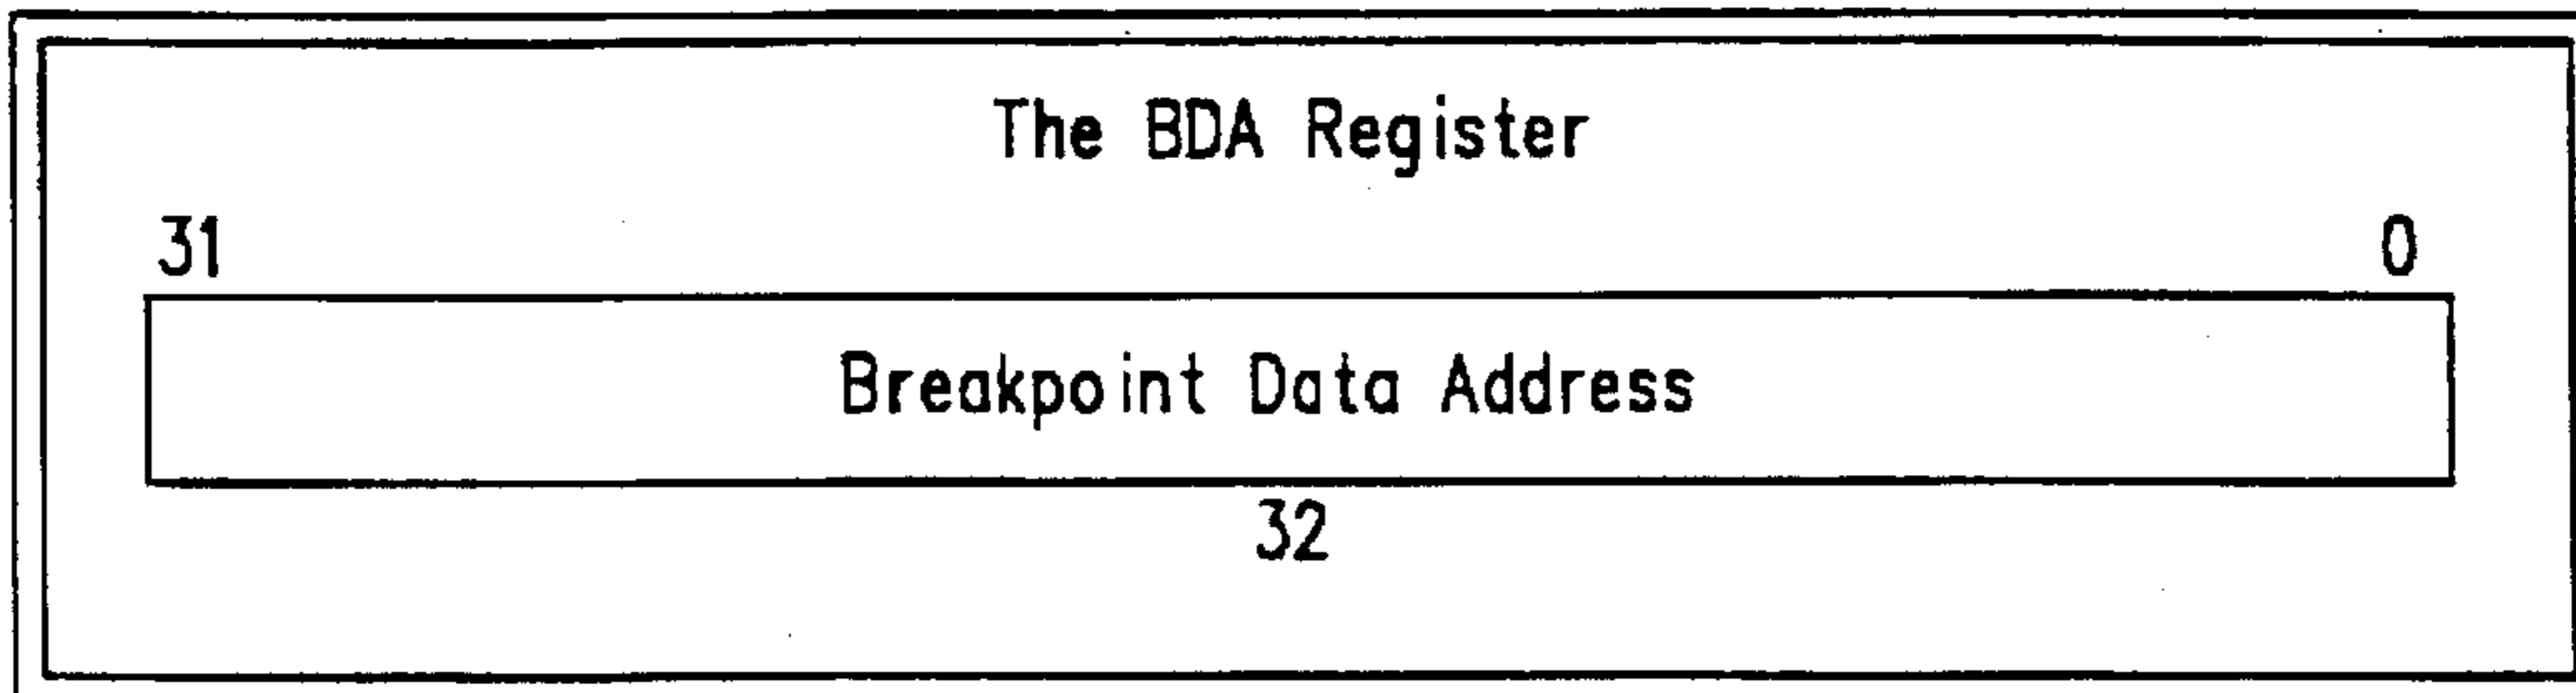 The BDA Register
31 0
Breakpoint Data Address
32